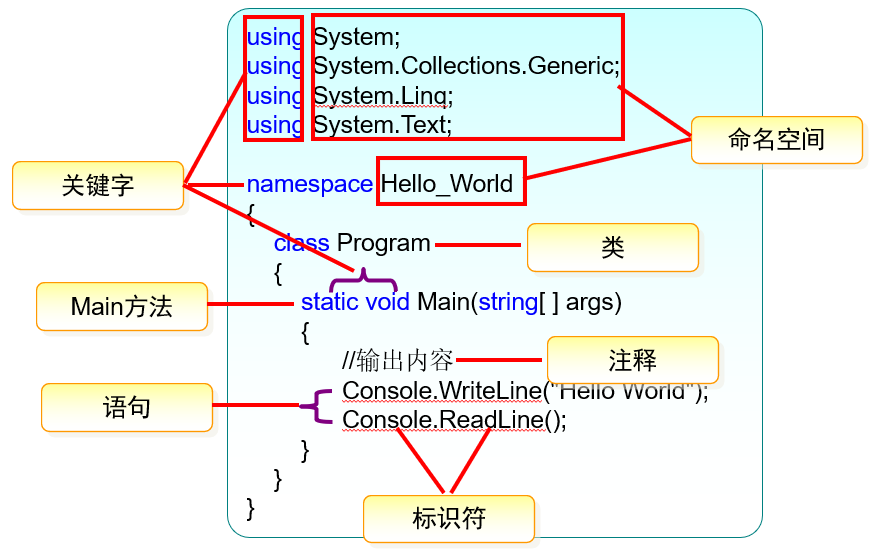 using System;
using System.Collections.Generic;
using System.Linq;
using System.Text;
命名空间
关键字
namespace Hello_World
{
class Program
类
{
Main方法
static void Main(string[ ] args)
{
//输出内容
注释
语句
Console.WriteLine("Hello World");
Console.ReadLine();
}
}
}
标识符